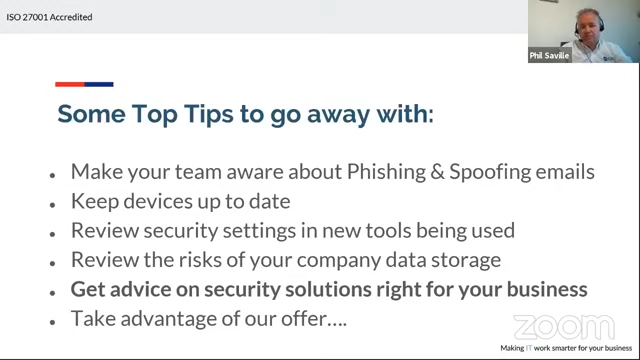 ISO 27001 Accredited
Phil Saville
Some Top Tips to go away with:
• Make your team aware about Phishing & Spoofing emails
• Keep devices up to date
• Review security settings in new tools being used
• Review the risks of your company data storage
• Get advice on security solutions right for your business
• Take advantage of our offer....
zoom
Making IT work smarter for your business